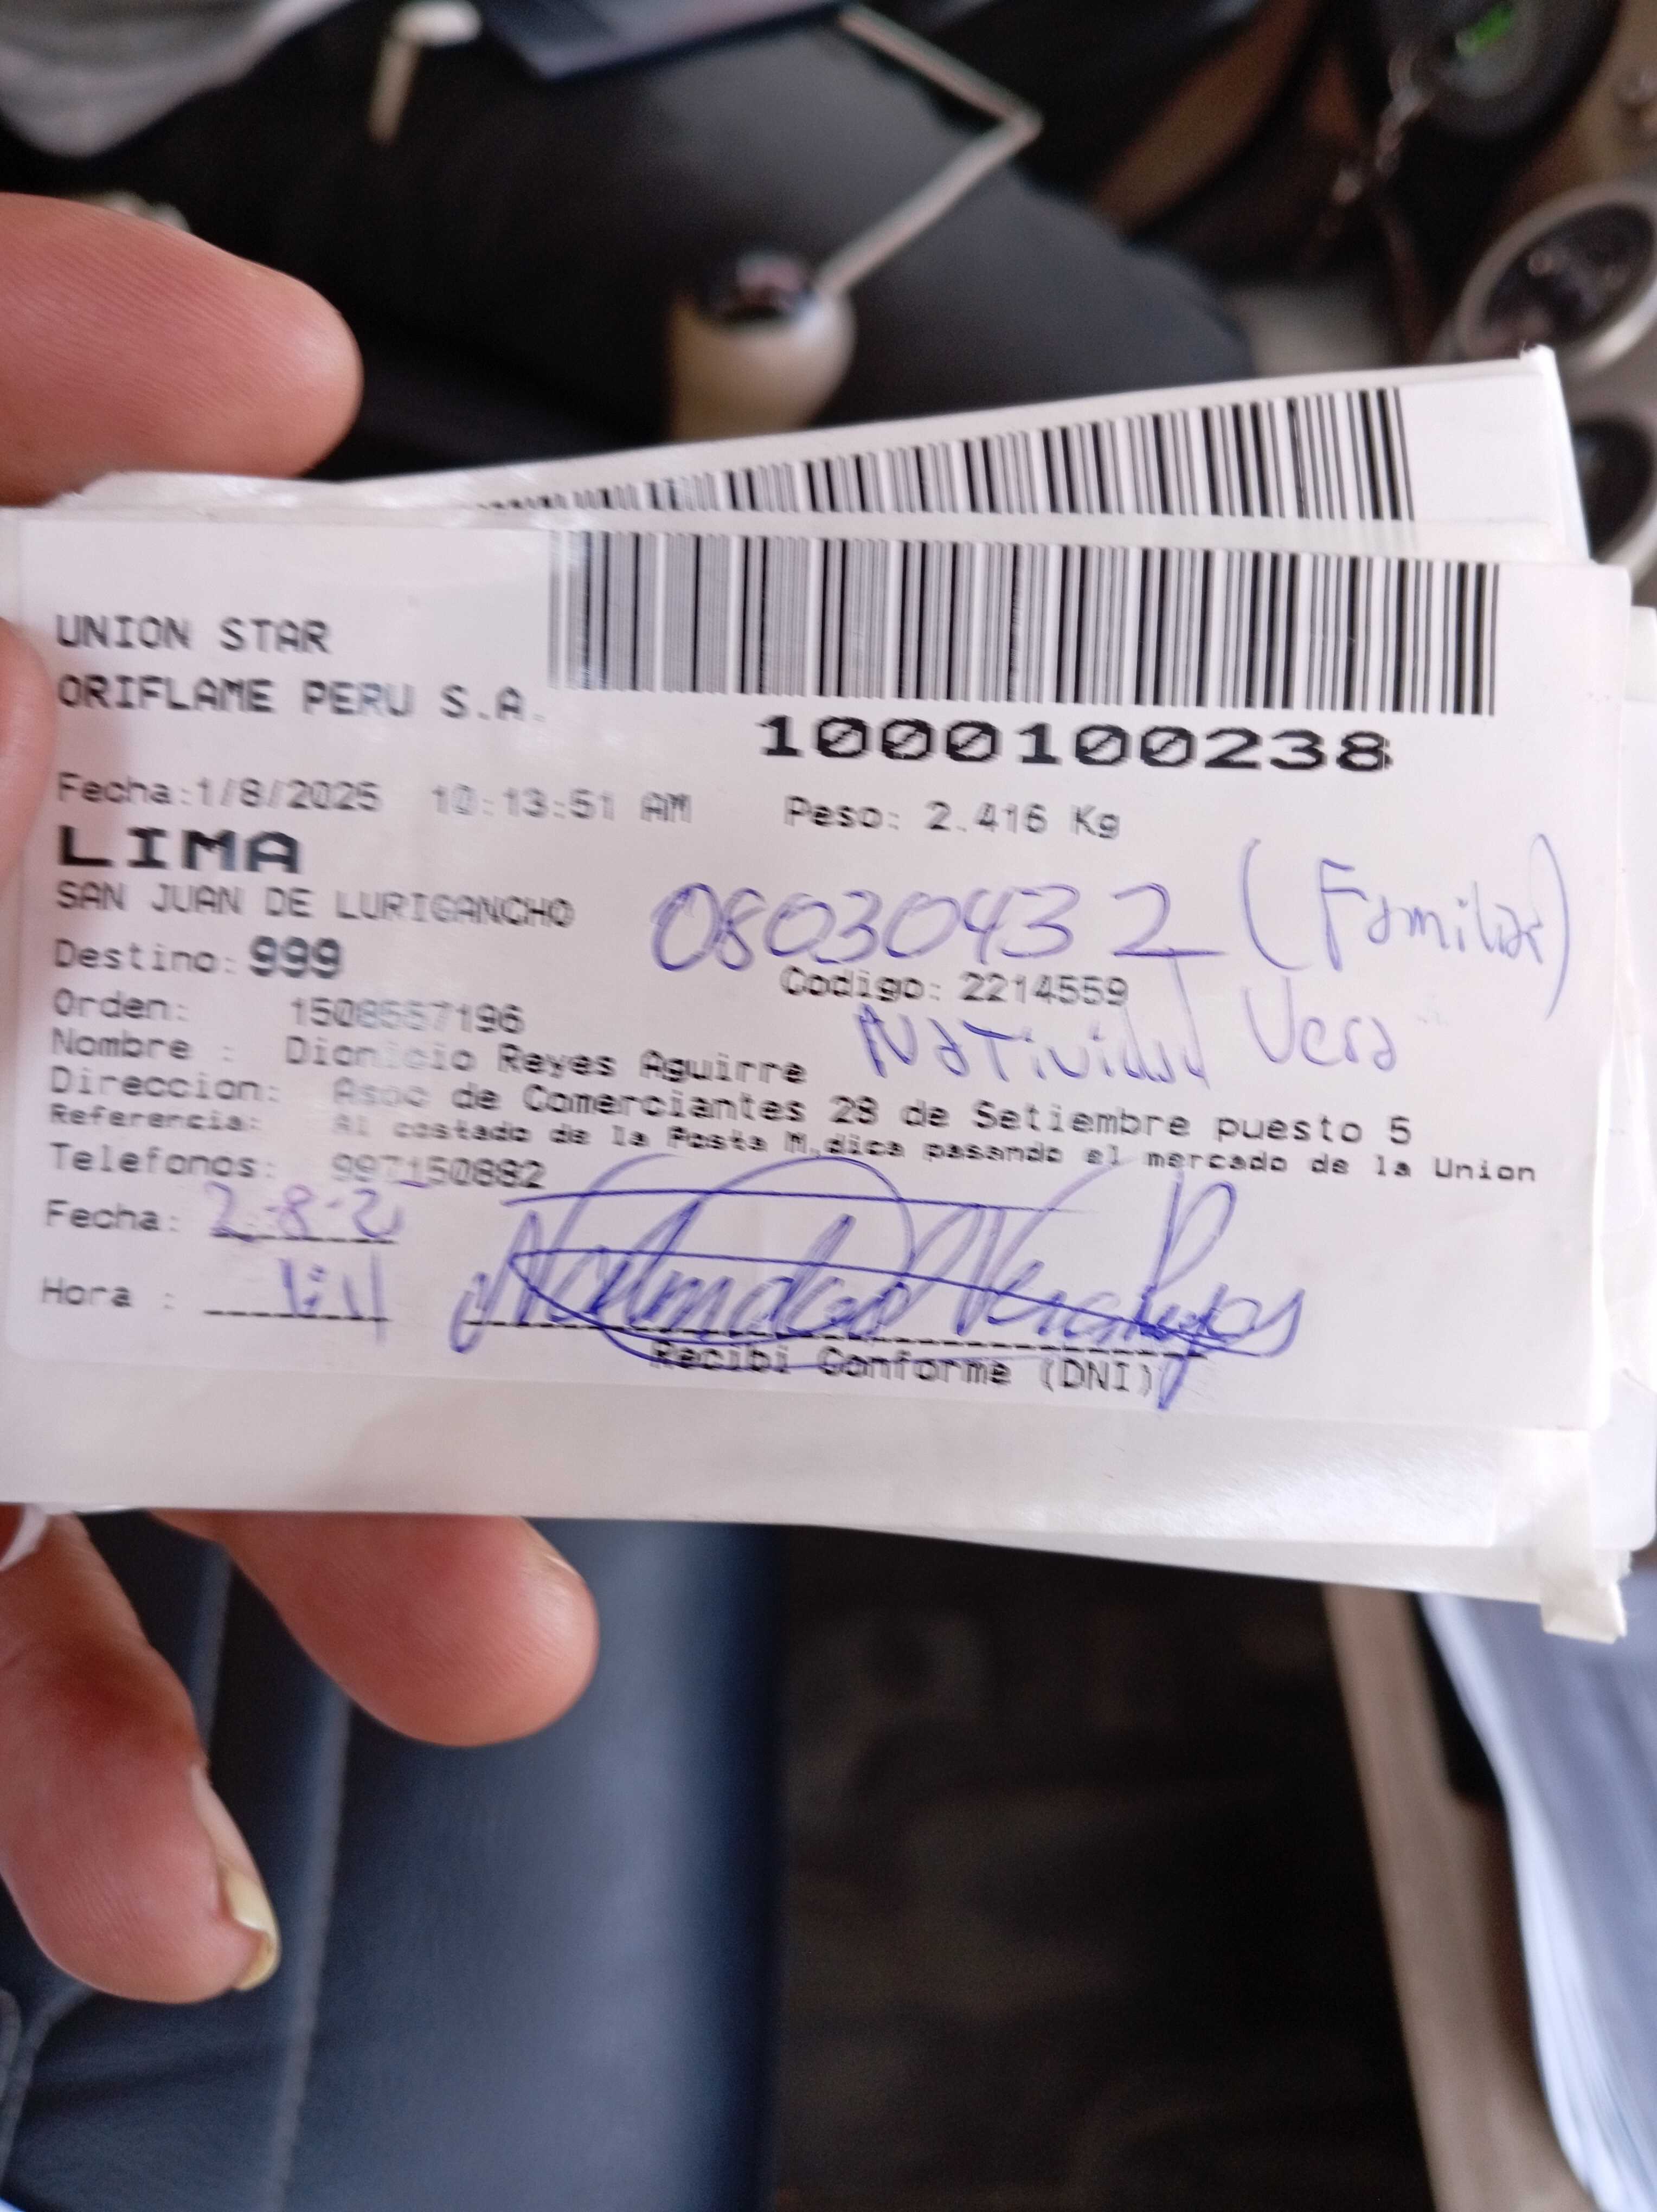 UNION STAR
ORIFLAME PERU S.A.
1000100238
Fecha:1/8/2025 10:13:51 AM Peso: 2.416 Kg
LIMA
SAN JUAN DE LURIGANCHO
08030432 (Familiar)
Destino: 999
Codigo: 2214559
Orden: 1508557196
Natividad Vera
Nombre : Dionicio Reyes Aguirre
Direccion: Asoc de Comerciantes 28 de Setiembre puesto 5
Referencia: Al costado de la Posta M.dica pasando el mercado de la Union
Telefonos: 997150882
Fecha: 2-8-2
Hora :
Recibi Conforme (DNI)